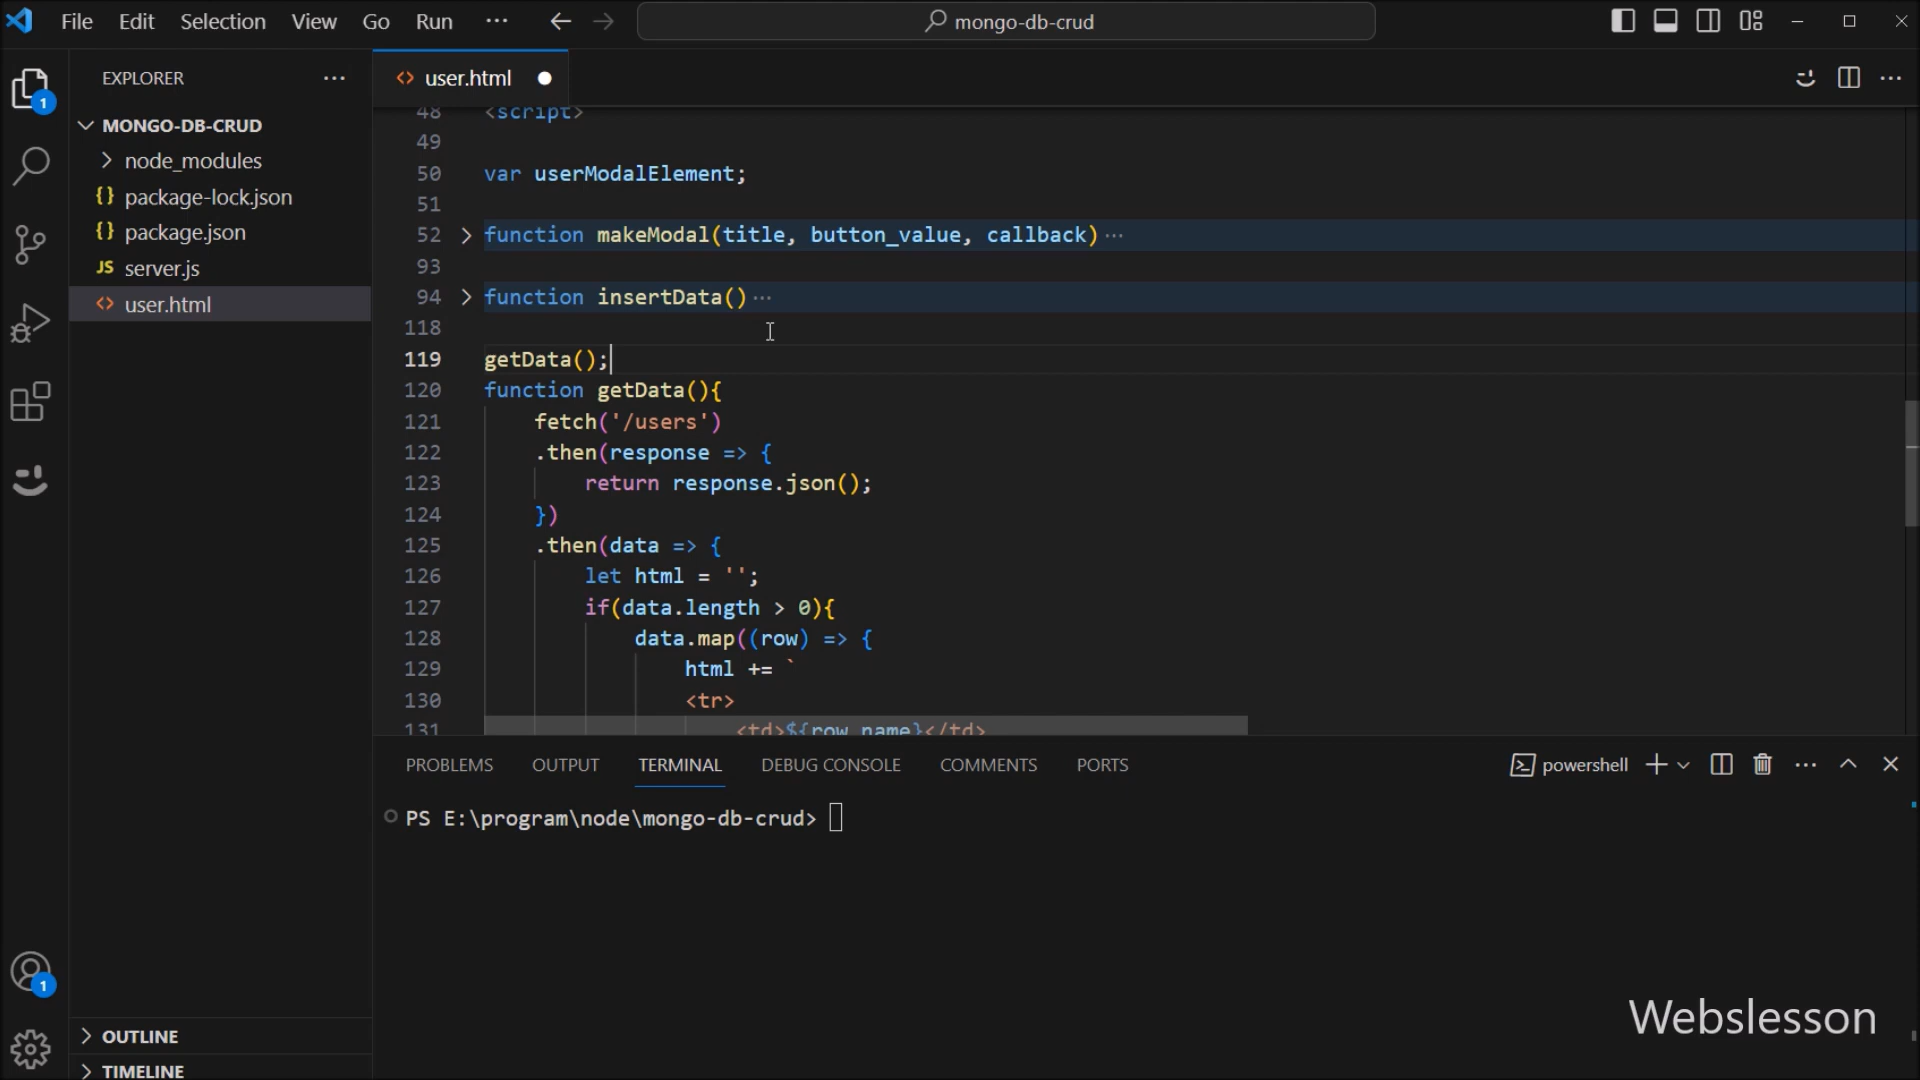 File Edit Selection View Go Run ··· mongo-db-crud
EXPLORER ···
user.html
MONGO-DB-CRUD
node_modules
{} package-lock.json
{} package.json
JS server.js
<> user.html
OUTLINE
TIMELINE
1
1
48 <script>
49
50 var userModalElement;
51
52 function makeModal(title, button_value, callback)···
93
94 function insertData()···
118
119 getData();
120 function getData(){
121 fetch('/users')
122 .then(response => {
123 return response.json();
124 })
125 .then(data => {
126 let html = '';
127 if(data.length > 0){
128 data.map((row) => {
129 html += `
130 <tr>
131 <td>${row.name}</td>
PROBLEMS OUTPUT TERMINAL DEBUG CONSOLE COMMENTS PORTS powershell
PS E:\program\node\mongo-db-crud>
Webslesson